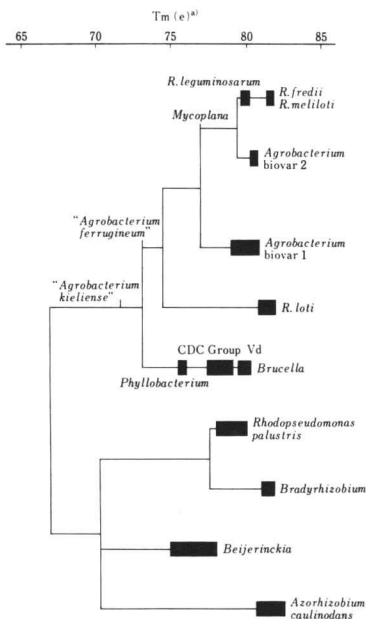 Tm (e) a)
65 70 75 80 85
R. leguminosarum
R. fredii
R. meliloti
Mycoplana
Agrobacterium
biovar 2
"Agrobacterium
ferrugineum"
Agrobacterium
biovar 1
"Agrobacterium
kieliense"
R. loti
CDC Group Vd
Brucella
Phyllobacterium
Rhodopseudomonas
palustris
Bradyrhizobium
Beijerinckia
Azorhizobium
caulinodans